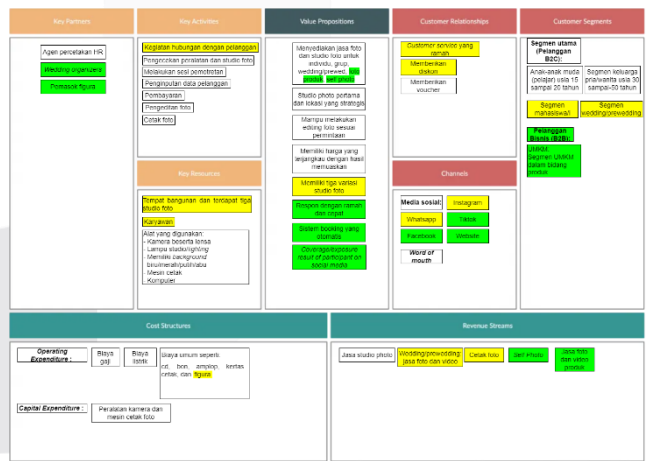 Key Partners
Agen percetakan HR
Wedding organizers
Pemasok figura
Key Activities
Kegiatan hubungan dengan pelanggan
Pengecekan peralatan dan studio foto
Melakukan sesi pemotretan
Penginputan data pelanggan
Pembayaran
Pengeditan foto
Cetak foto
Key Resources
Tempat bangunan dan terdapat tiga
studio foto
Karyawan
Alat yang digunakan:
- Kamera beserta lensa
- Lampu studio/lighting
- Memiliki background
biru/merah/putih/abu
- Mesin cetak
- Komputer
Value Propositions
Menyediakan jasa foto
dan studio foto untuk
individu, grup,
wedding/prewed, foto
produk, self photo
Studio photo pertama
dan lokasi yang strategis
Mampu melakukan
editing foto sesuai
permintaan
Memiliki harga yang
terjangkau dengan hasil
memuaskan
Memiliki tiga variasi
studio foto
Respon dengan ramah
dan cepat
Sistem booking yang
otomatis
Coverage/exposure
result of participant on
social media
Customer Relationships
Customer service yang
ramah
Memberikan
diskon
Memberikan
voucher
Channels
Media sosial:
Instagram
Whatsapp
Tiktok
Facebook
Website
Word of
mouth
Customer Segments
Segmen utama
(Pelanggan
B2C):
Anak-anak muda
(pelajar) usia 15
sampai 20 tahun
Segmen keluarga
pria/wanita usia 30
sampai-50 tahun
Segmen
mahasiswa/i
Segmen
wedding/prewedding
Pelanggan
Bisnis (B2B):
UMKM:
Segmen UMKM
dalam bidang
produk
Cost Structures
Operating
Expenditure :
Biaya
gaji
Biaya
listrik
Biaya umum seperti:
cd, bon, amplop, kertas
cetak, dan figura
Capital Expenditure :
Peralatan kamera dan
mesin cetak foto
Revenue Streams
Jasa studio photo
Wedding/prewedding:
jasa foto dan video
Cetak foto
Self Photo
Jasa foto
dan video
produk